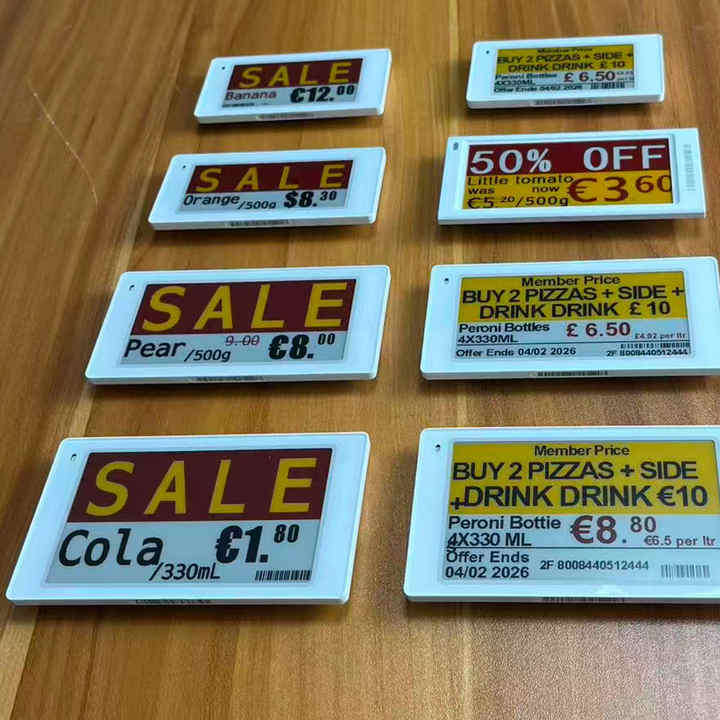 SALE
Banana €12.00
Member Price
BUY 2 PIZZAS + SIDE +
DRINK DRINK £ 10
Peroni Bottles £ 6.50
4X330ML
Offer Ends 04/02 2026
SALE
Orange/500g $8.30
50% OFF
Little tomato
was now €3 60
€5 20/500g
SALE
Pear/500g 9.00 €8.00
Member Price
BUY 2 PIZZAS + SIDE +
DRINK DRINK £ 10
Peroni Bottles £ 6.50
4X330ML £4.92 per ltr
Offer Ends 04/02 2026 2F 8008440512444
SALE
Cola/330mL €1.80
Member Price
BUY 2 PIZZAS + SIDE
+DRINK DRINK €10
Peroni Bottie €8.80
4X330 ML €6.5 per ltr
Offer Ends
04/02 2026 2F 8008440512444